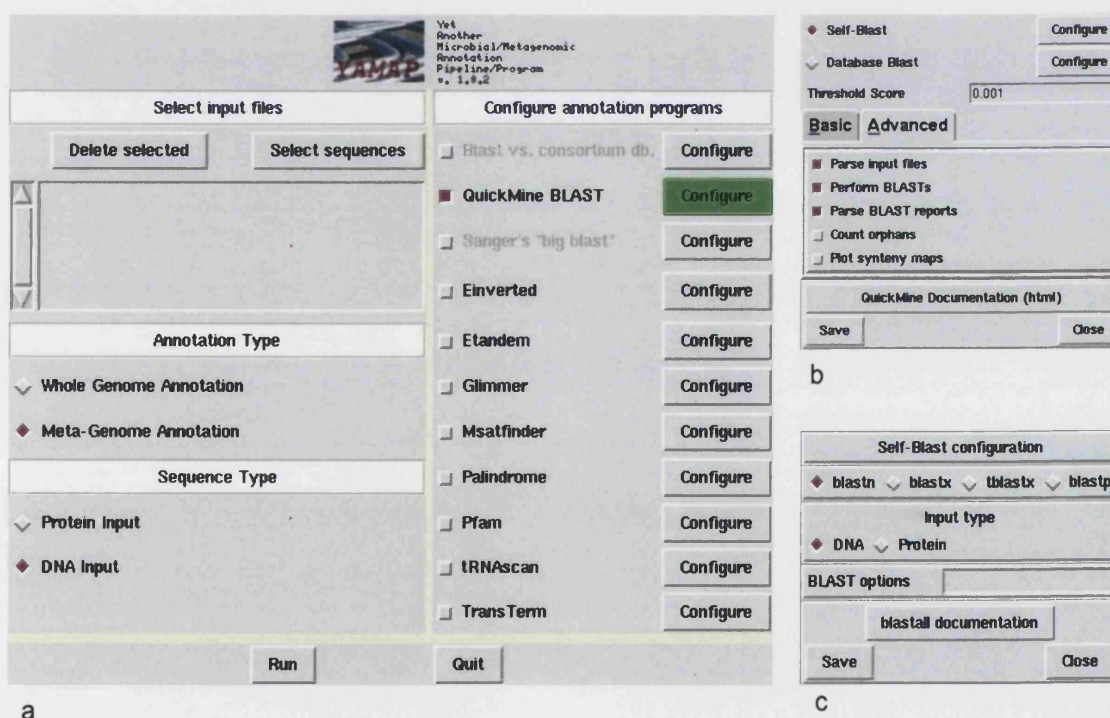 YAMAP
Yet
Another
Microbial/Metagenomic
Annotation
Pipeline/Program
v. 1.0.2
Select input files
Delete selected
Select sequences
Annotation Type
Whole Genome Annotation
Meta-Genome Annotation
Sequence Type
Protein Input
DNA Input
Configure annotation programs
Blast vs. consortium db. Configure
QuickMine BLAST Configure
Sanger's "big blast" Configure
Einverted Configure
Etandem Configure
Glimmer Configure
Msatfinder Configure
Palindrome Configure
Pfam Configure
tRNAscan Configure
TransTerm Configure
Run
Quit
a
Self-Blast Configure
Database Blast Configure
Threshold Score 0.001
Basic Advanced
Parse input files
Perform BLASTs
Parse BLAST reports
Count orphans
Plot synteny maps
QuickMine Documentation (html)
Save Close
b
Self-Blast configuration
blastn blastx tblastx blastp
Input type
DNA Protein
BLAST options
blastall documentation
Save Close
c